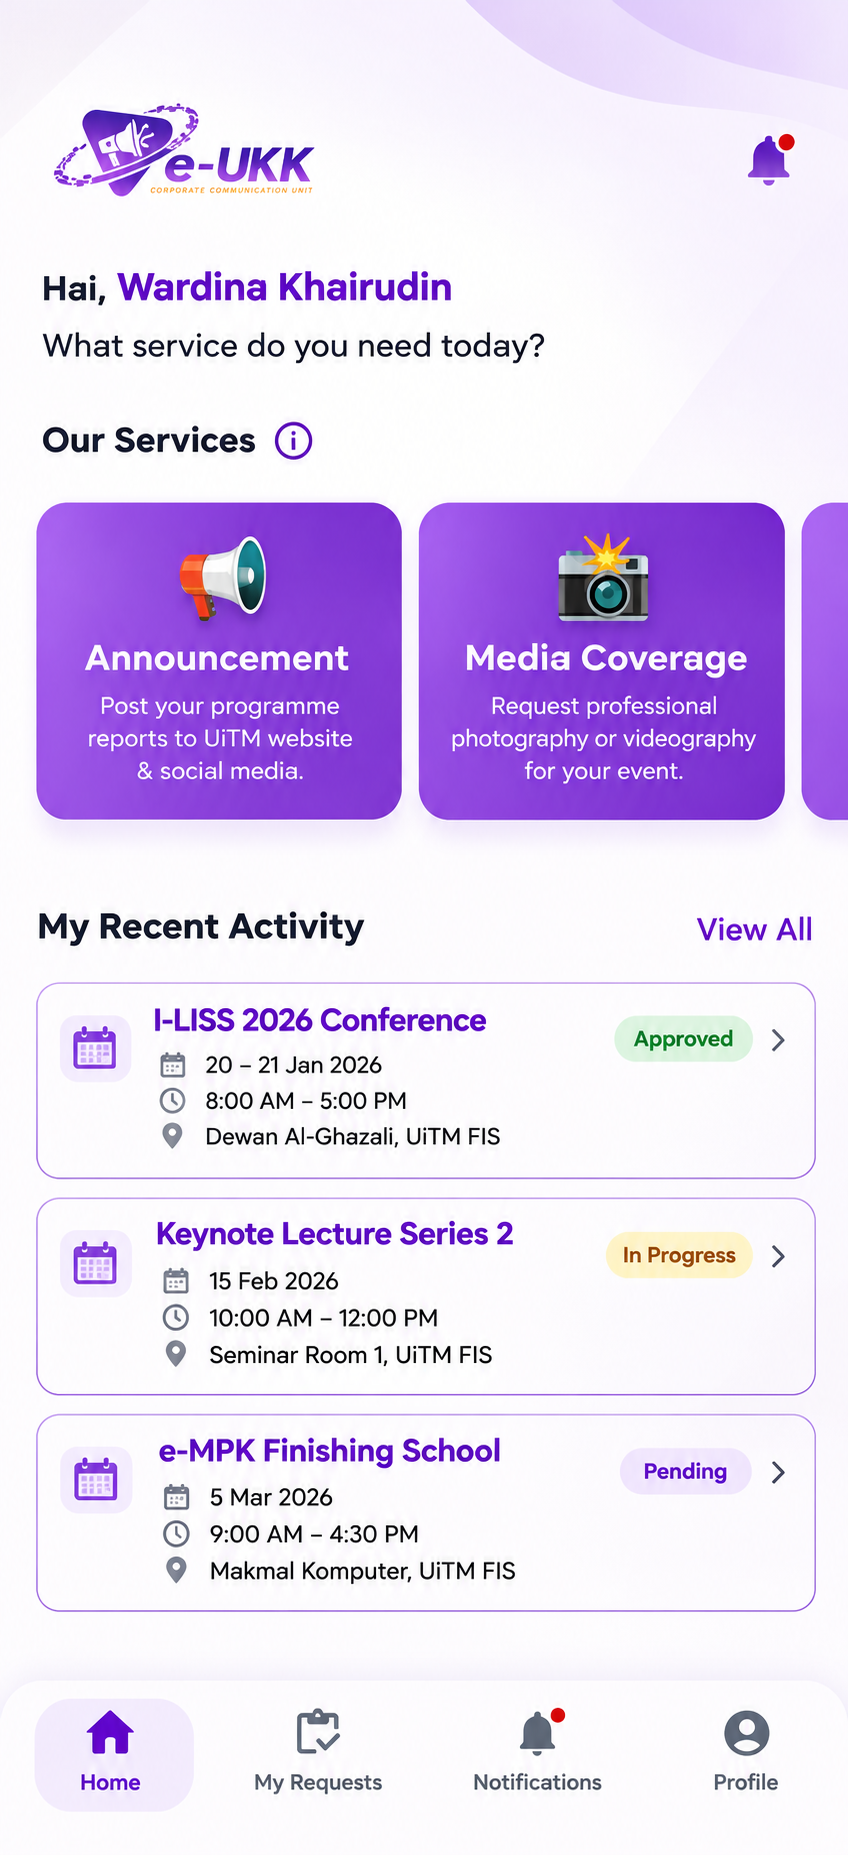 e-UKK
CORPORATE COMMUNICATION UNIT
Hai, Wardina Khairudin
What service do you need today?
Our Services
Announcement
Post your programme
reports to UiTM website
& social media.
Media Coverage
Request professional
photography or videography
for your event.
My Recent Activity
View All
I-LISS 2026 Conference
Approved
20 – 21 Jan 2026
8:00 AM – 5:00 PM
Dewan Al-Ghazali, UiTM FIS
Keynote Lecture Series 2
In Progress
15 Feb 2026
10:00 AM – 12:00 PM
Seminar Room 1, UiTM FIS
e-MPK Finishing School
Pending
5 Mar 2026
9:00 AM – 4:30 PM
Makmal Komputer, UiTM FIS
Home
My Requests
Notifications
Profile